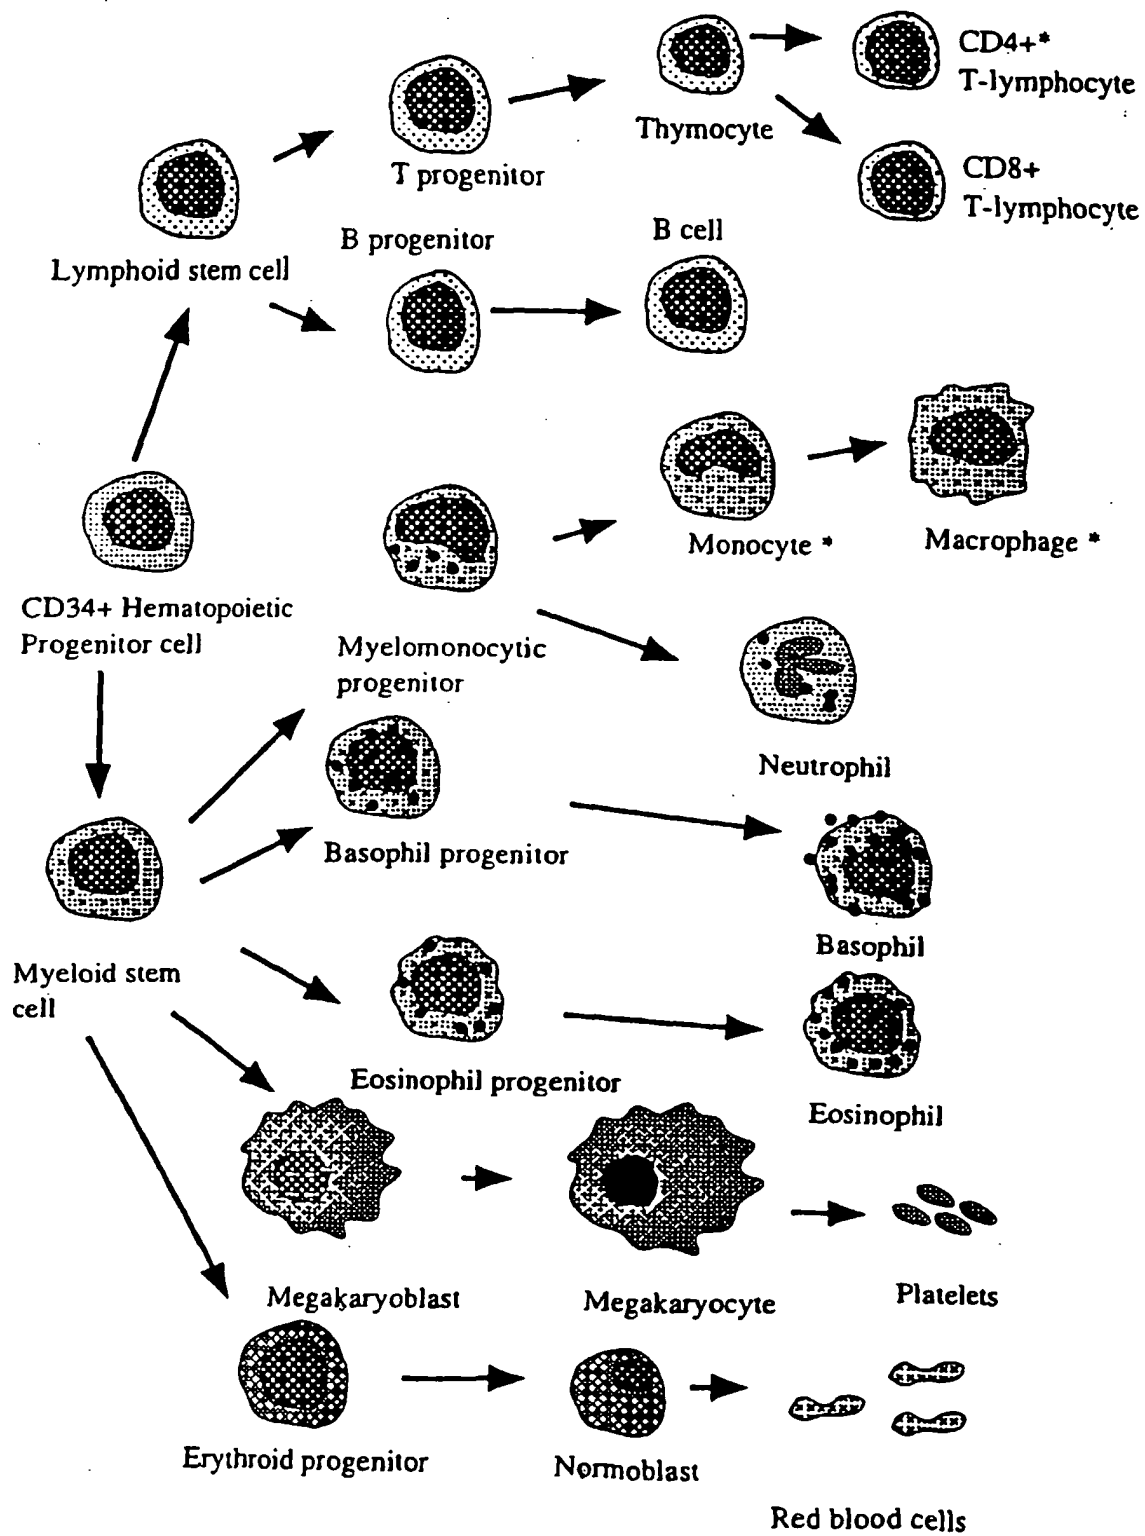 CD4+*
T-lymphocyte
Thymocyte
T progenitor
CD8+
T-lymphocyte
B progenitor
B cell
Lymphoid stem cell
Monocyte *
Macrophage *
CD34+ Hematopoietic
Progenitor cell
Myelomonocytic
progenitor
Neutrophil
Basophil progenitor
Basophil
Myeloid stem
cell
Eosinophil progenitor
Eosinophil
Megakaryoblast
Megakaryocyte
Platelets
Erythroid progenitor
Normoblast
Red blood cells